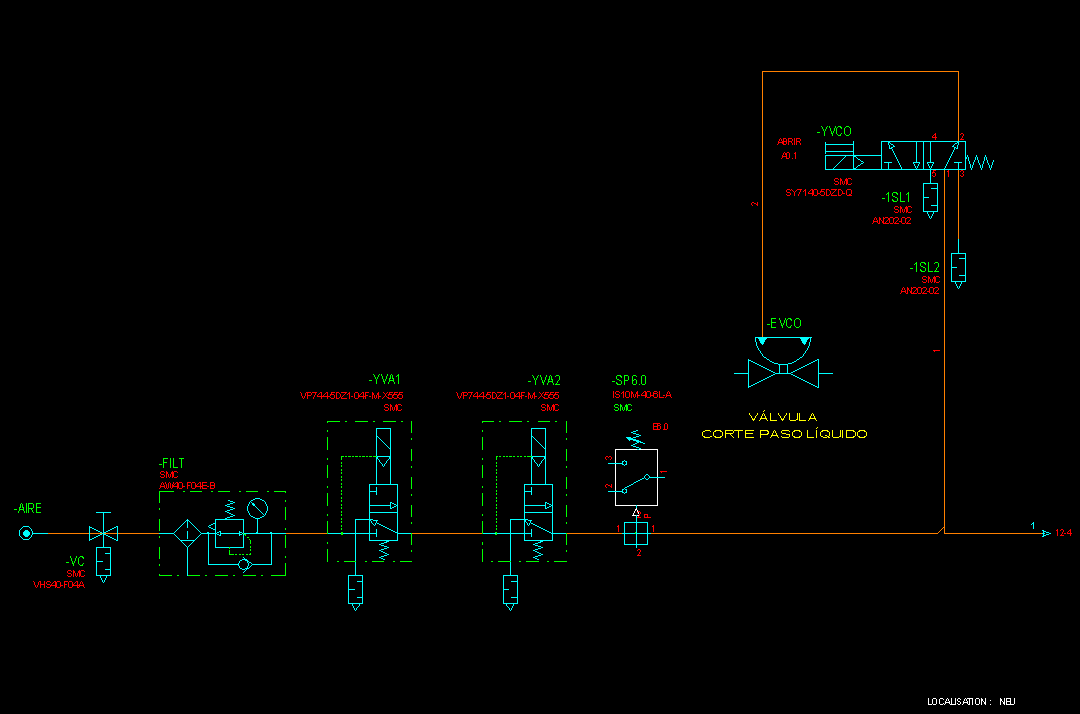 -YVCO
ABRIR
A0.1
SMC
SY7140-5DZD-Q
4
2
5
1
3
-1SL1
SMC
AN202-02
-1SL2
SMC
AN202-02
2
1
-EVCO
VÁLVULA
CORTE PASO LÍQUIDO
-YVA1
VP744-5DZ1-04F-M-X555
SMC
-YVA2
VP744-5DZ1-04F-M-X555
SMC
-SP6.0
IS10M-40-6L-A
SMC
E6.0
3
2
1
P
1
1
2
-FILT
SMC
AW40-F04E-B
-AIRE
-VC
SMC
VHS40-F04A
1
12-4
LOCALISATION : NEU